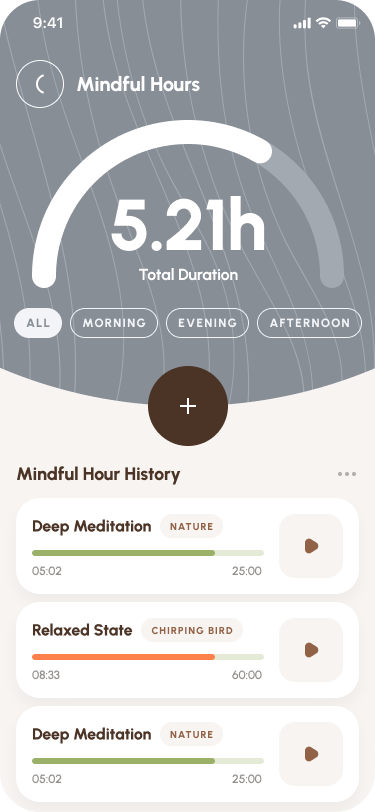 9:41
Mindful Hours
5.21h
Total Duration
ALL MORNING EVENING AFTERNOON
Mindful Hour History
Deep Meditation NATURE
05:02 25:00
Relaxed State CHIRPING BIRD
08:33 60:00
Deep Meditation NATURE
05:02 25:00